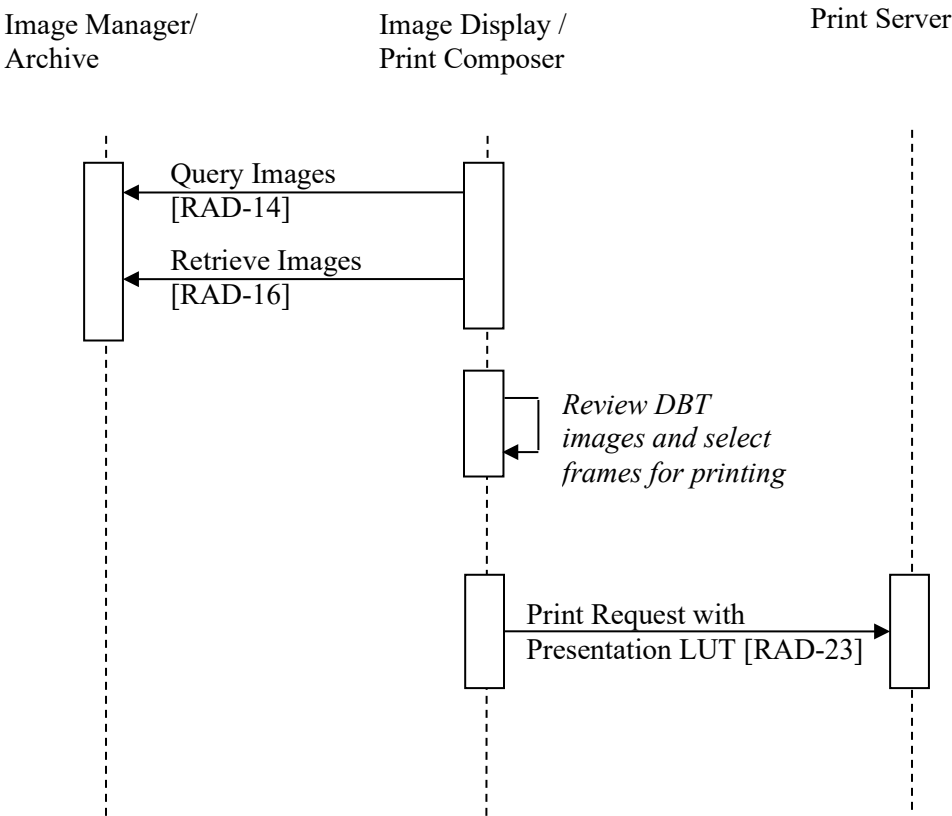 Image Manager/
Archive
Image Display /
Print Composer
Print Server
Query Images
[RAD-14]
Retrieve Images
[RAD-16]
Review DBT
images and select
frames for printing
Print Request with
Presentation LUT [RAD-23]